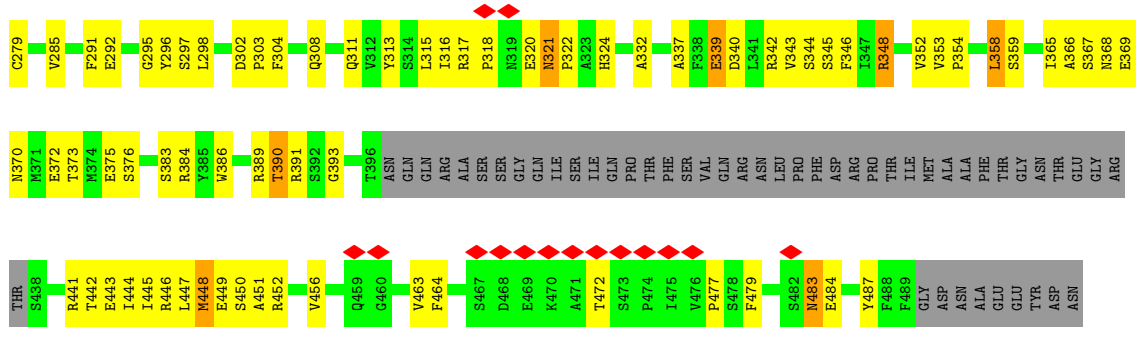 C279 V285 F291 E292 G295 Y296 S297 L298 D302 P303 F304 Q308 Q311 V312 Y313 S314 L315 I316 R317 P318 N319 E320 N321 P322 A323 H324 A332 A337 F338 E339 D340 L341 R342 V343 S344 S345 F346 I347 R348 V352 V353 P354 L358 S359 I365 A366 S367 N368 E369
N370 M371 E372 T373 M374 E375 S376 S383 R384 Y385 W386 R389 T390 R391 S392 G393 T396 ASN GLN GLN ARG ALA SER SER GLY GLN ILE SER ILE GLN PRO THR PHE SER VAL GLN ARG ASN LEU PRO PHE ASP ARG PRO THR ILE MET ALA ALA PHE THR GLY ASN THR GLU GLY ARG
THR S438 R441 T442 E443 I444 I445 R446 L447 M448 E449 S450 A451 R452 V456 Q459 G460 V463 F464 S467 D468 E469 K470 A471 T472 S473 P474 I475 V476 P477 S478 F479 S482 N483 E484 Y487 F488 F489 GLY ASP ASN ALA GLU GLU TYR ASP ASN